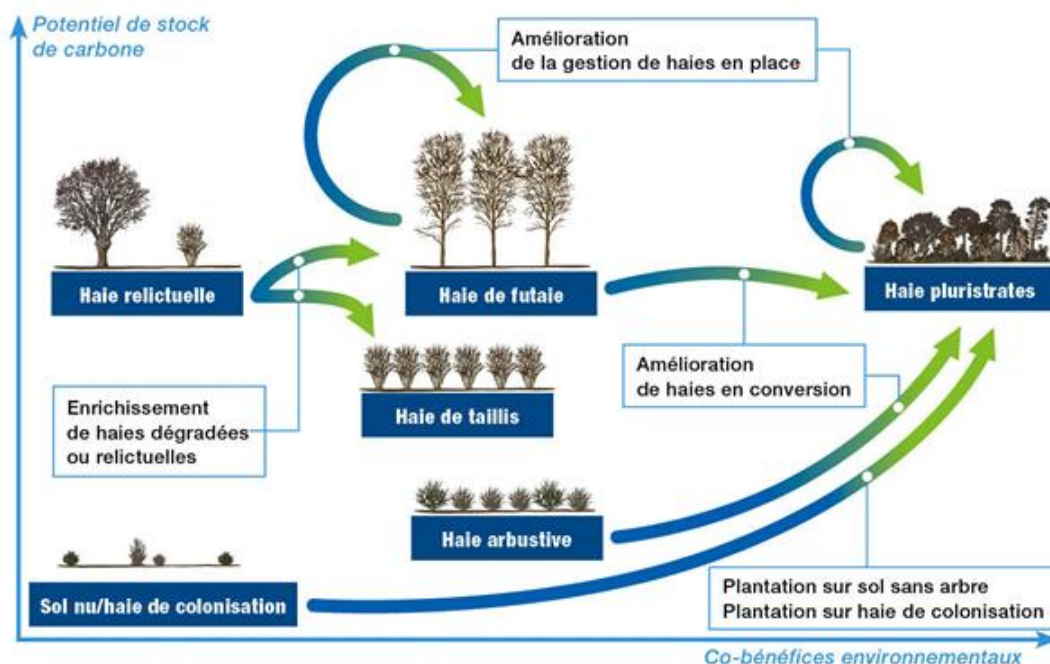 Potentiel de stock
de carbone
Amélioration
de la gestion de haies en place
Haie relictuelle
Haie de futaie
Haie pluristrates
Amélioration
de haies en conversion
Enrichissement
de haies dégradées
ou relictuelles
Haie de taillis
Haie arbustive
Sol nu/haie de colonisation
Plantation sur sol sans arbre
Plantation sur haie de colonisation
Co-bénéfices environnementaux